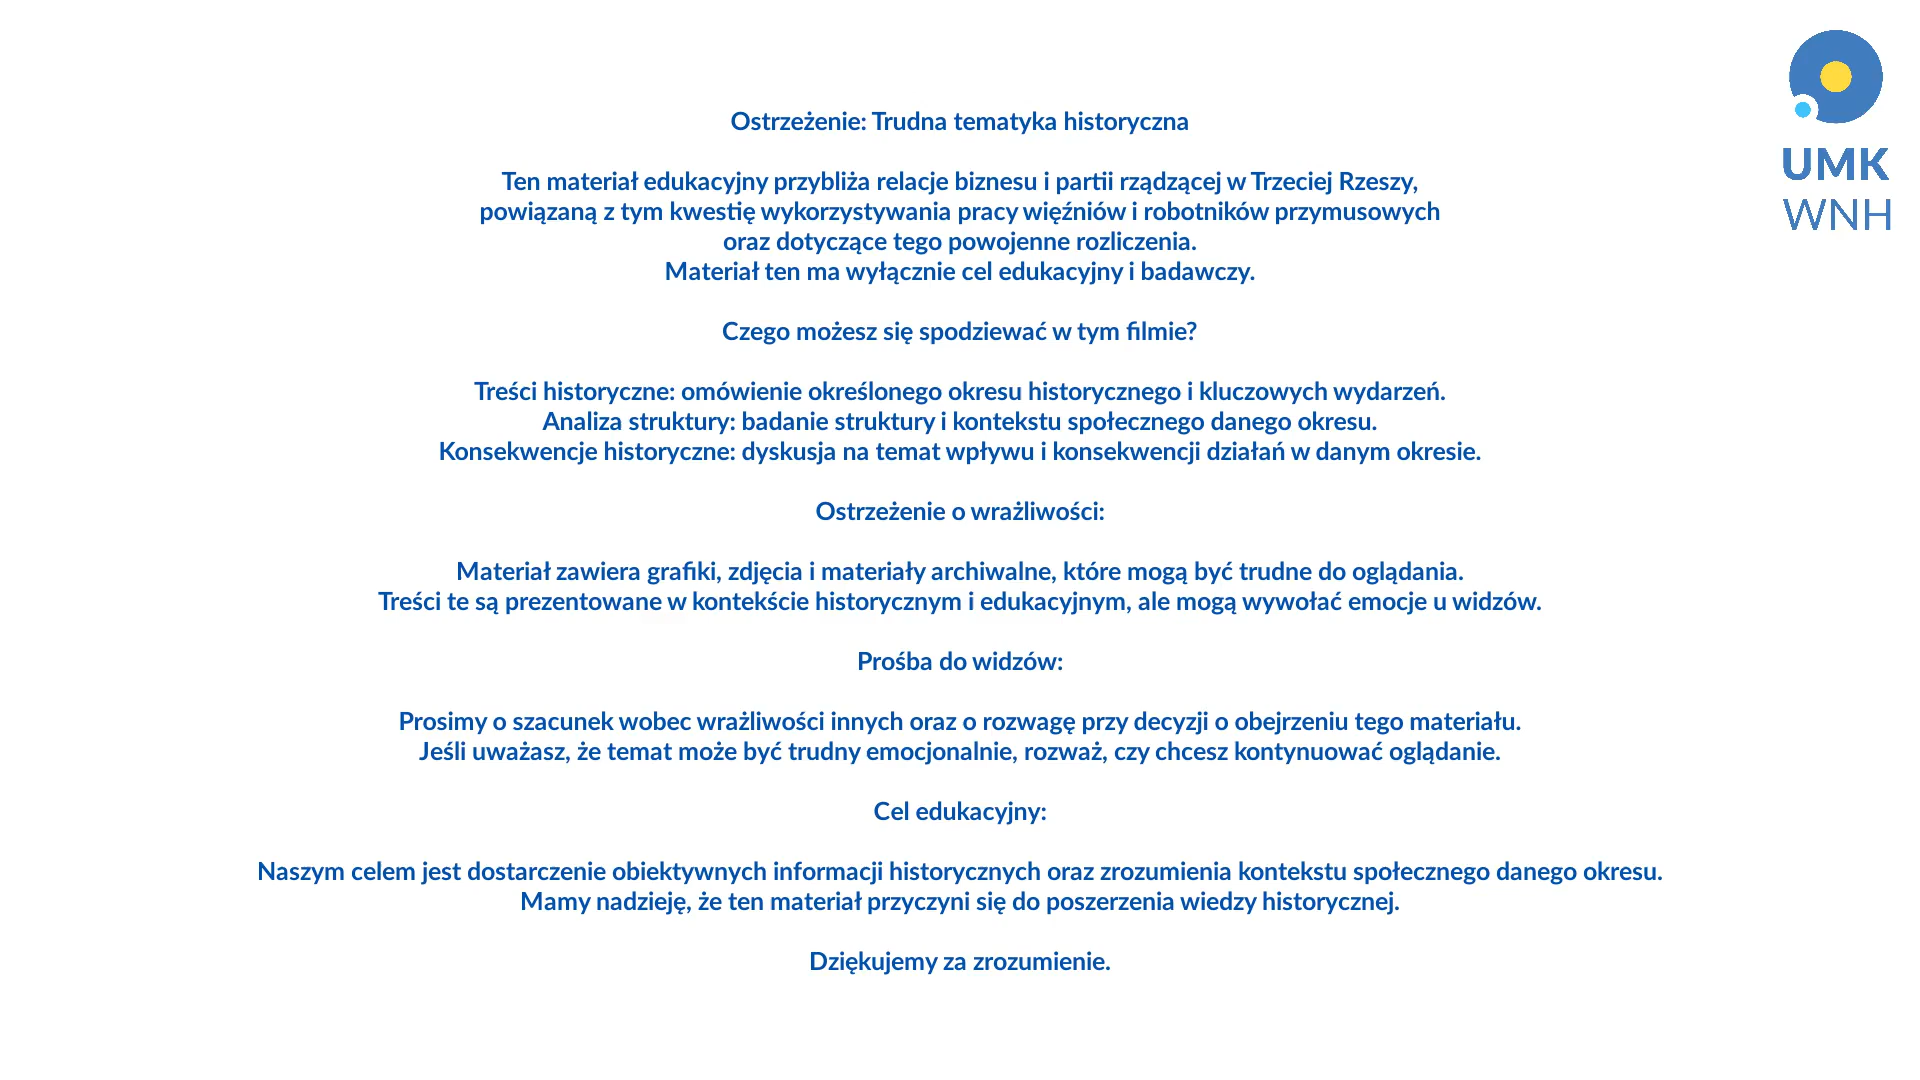 Ostrzeżenie: Trudna tematyka historyczna
Ten materiał edukacyjny przybliża relacje biznesu i partii rządzącej w Trzeciej Rzeszy,
powiązaną z tym kwestię wykorzystywania pracy więźniów i robotników przymusowych
oraz dotyczące tego powojenne rozliczenia.
Materiał ten ma wyłącznie cel edukacyjny i badawczy.
Czego możesz się spodziewać w tym filmie?
Treści historyczne: omówienie określonego okresu historycznego i kluczowych wydarzeń.
Analiza struktury: badanie struktury i kontekstu społecznego danego okresu.
Konsekwencje historyczne: dyskusja na temat wpływu i konsekwencji działań w danym okresie.
Ostrzeżenie o wrażliwości:
Materiał zawiera grafiki, zdjęcia i materiały archiwalne, które mogą być trudne do oglądania.
Treści te są prezentowane w kontekście historycznym i edukacyjnym, ale mogą wywołać emocje u widzów.
Prośba do widzów:
Prosimy o szacunek wobec wrażliwości innych oraz o rozwagę przy decyzji o obejrzeniu tego materiału.
Jeśli uważasz, że temat może być trudny emocjonalnie, rozważ, czy chcesz kontynuować oglądanie.
Cel edukacyjny:
Naszym celem jest dostarczenie obiektywnych informacji historycznych oraz zrozumienia kontekstu społecznego danego okresu.
Mamy nadzieję, że ten materiał przyczyni się do poszerzenia wiedzy historycznej.
Dziękujemy za zrozumienie.
UMK
WNH